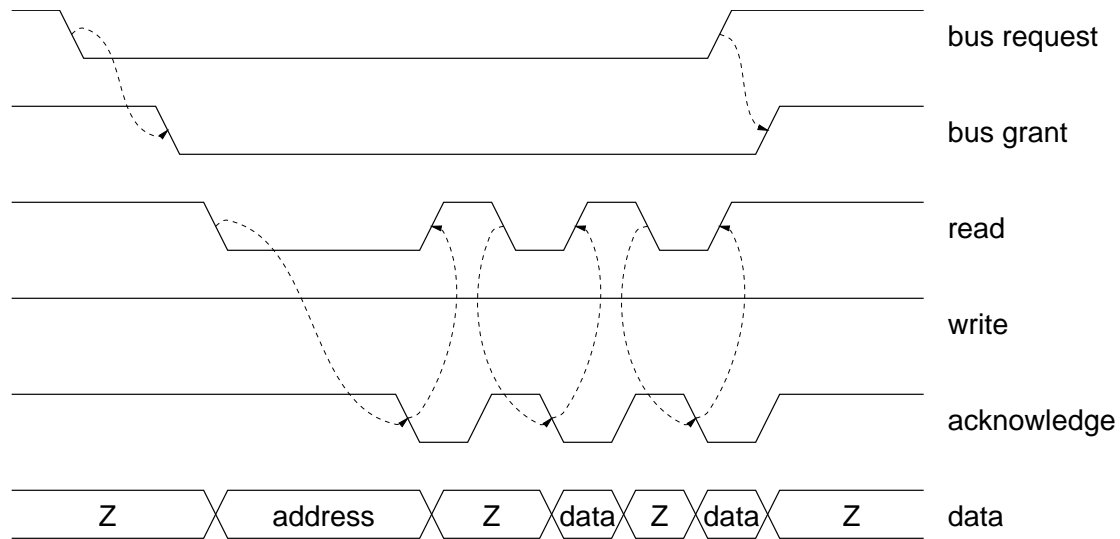 bus request
bus grant
read
write
acknowledge
Z address Z data Z data Z data